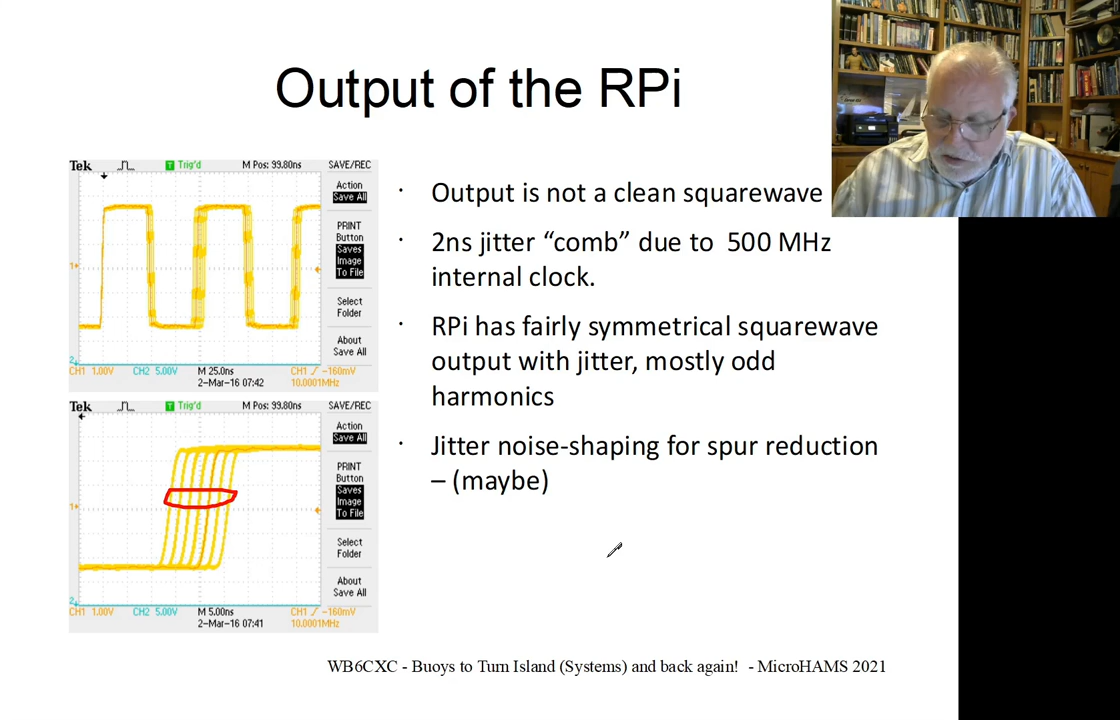 Output of the RPi
Tek
Trig'd
M Pos: 99.80ns
SAVE/REC
Action
Save All
PRINT
Button
Saves
Image
To File
Select
Folder
About
Save All
1
2
CH1 1.00V
CH2 5.00V
M 25.0ns
CH1 ∕ -160mV
2-Mar-16 07:42
10.0001MHz
Tek
Trig'd
M Pos: 99.80ns
SAVE/REC
Action
Save All
PRINT
Button
Saves
Image
To File
Select
Folder
About
Save All
1
2
CH1 1.00V
CH2 5.00V
M 5.00ns
CH1 ∕ -160mV
2-Mar-16 07:41
10.0001MHz
· Output is not a clean squarewave
· 2ns jitter “comb” due to 500 MHz
internal clock.
· RPi has fairly symmetrical squarewave
output with jitter, mostly odd
harmonics
· Jitter noise-shaping for spur reduction
– (maybe)
WB6CXC - Buoys to Turn Island (Systems) and back again! - MicroHAMS 2021